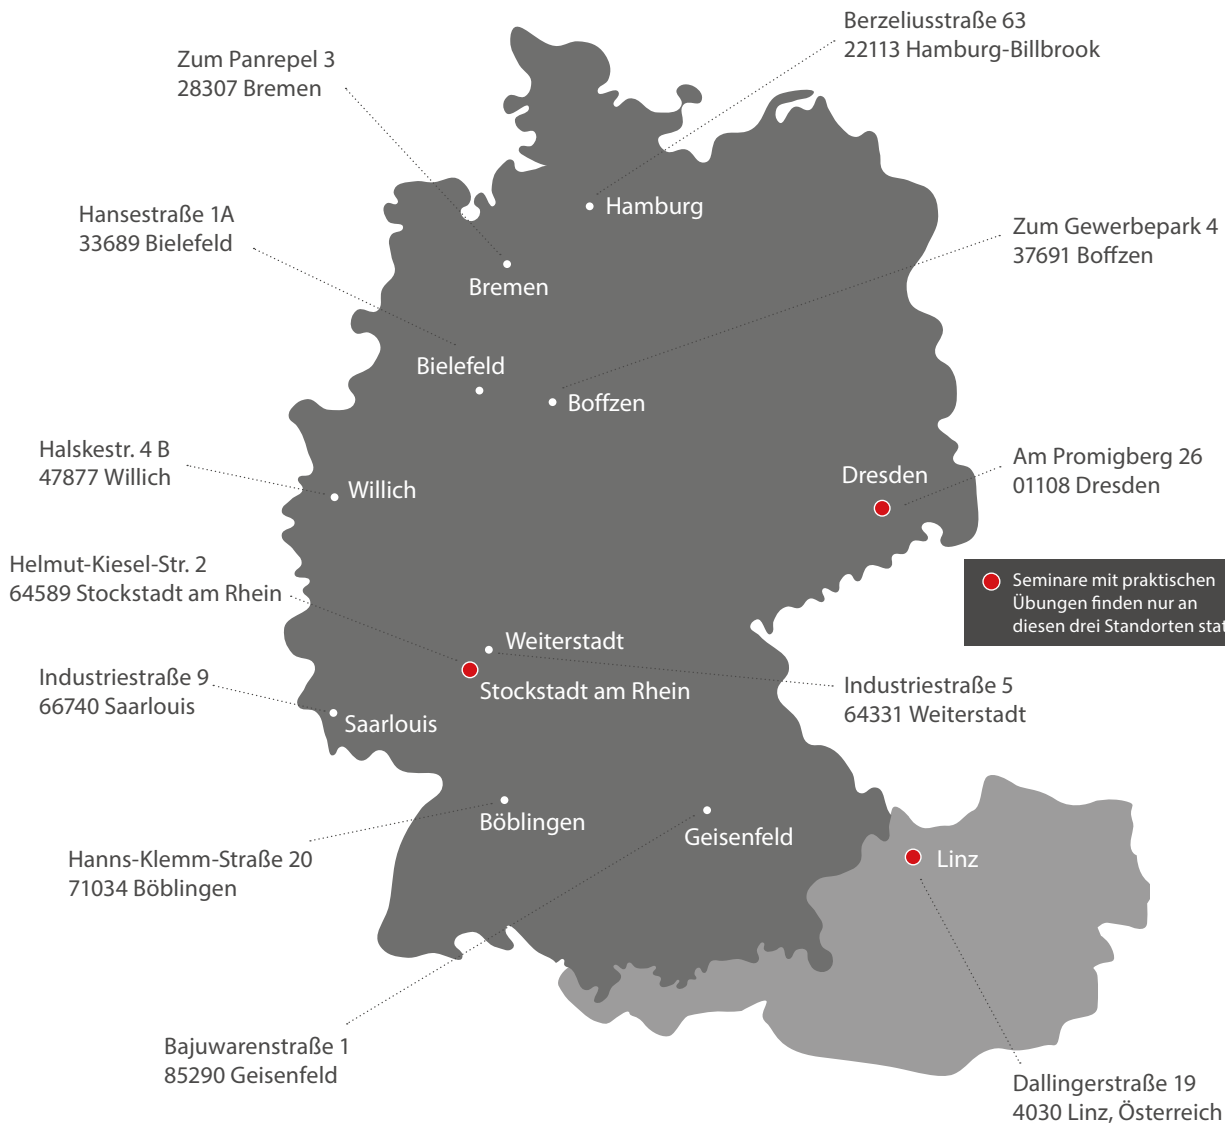 Berzeliusstraße 63
22113 Hamburg-Billbrook
Zum Panrepel 3
28307 Bremen
Hansestraße 1A
33689 Bielefeld
Hamburg
Zum Gewerbepark 4
37691 Boffzen
Bremen
Bielefeld
Boffzen
Halskestr. 4 B
47877 Willich
Willich
Dresden
Am Promigberg 26
01108 Dresden
Helmut-Kiesel-Str. 2
64589 Stockstadt am Rhein
Seminare mit praktischen
Übungen finden nur an
diesen drei Standorten stat
Weiterstadt
Stockstadt am Rhein
Industriestraße 9
66740 Saarlouis
Saarlouis
Industriestraße 5
64331 Weiterstadt
Böblingen
Geisenfeld
Hanns-Klemm-Straße 20
71034 Böblingen
Linz
Bajuwarenstraße 1
85290 Geisenfeld
Dallingerstraße 19
4030 Linz, Österreich